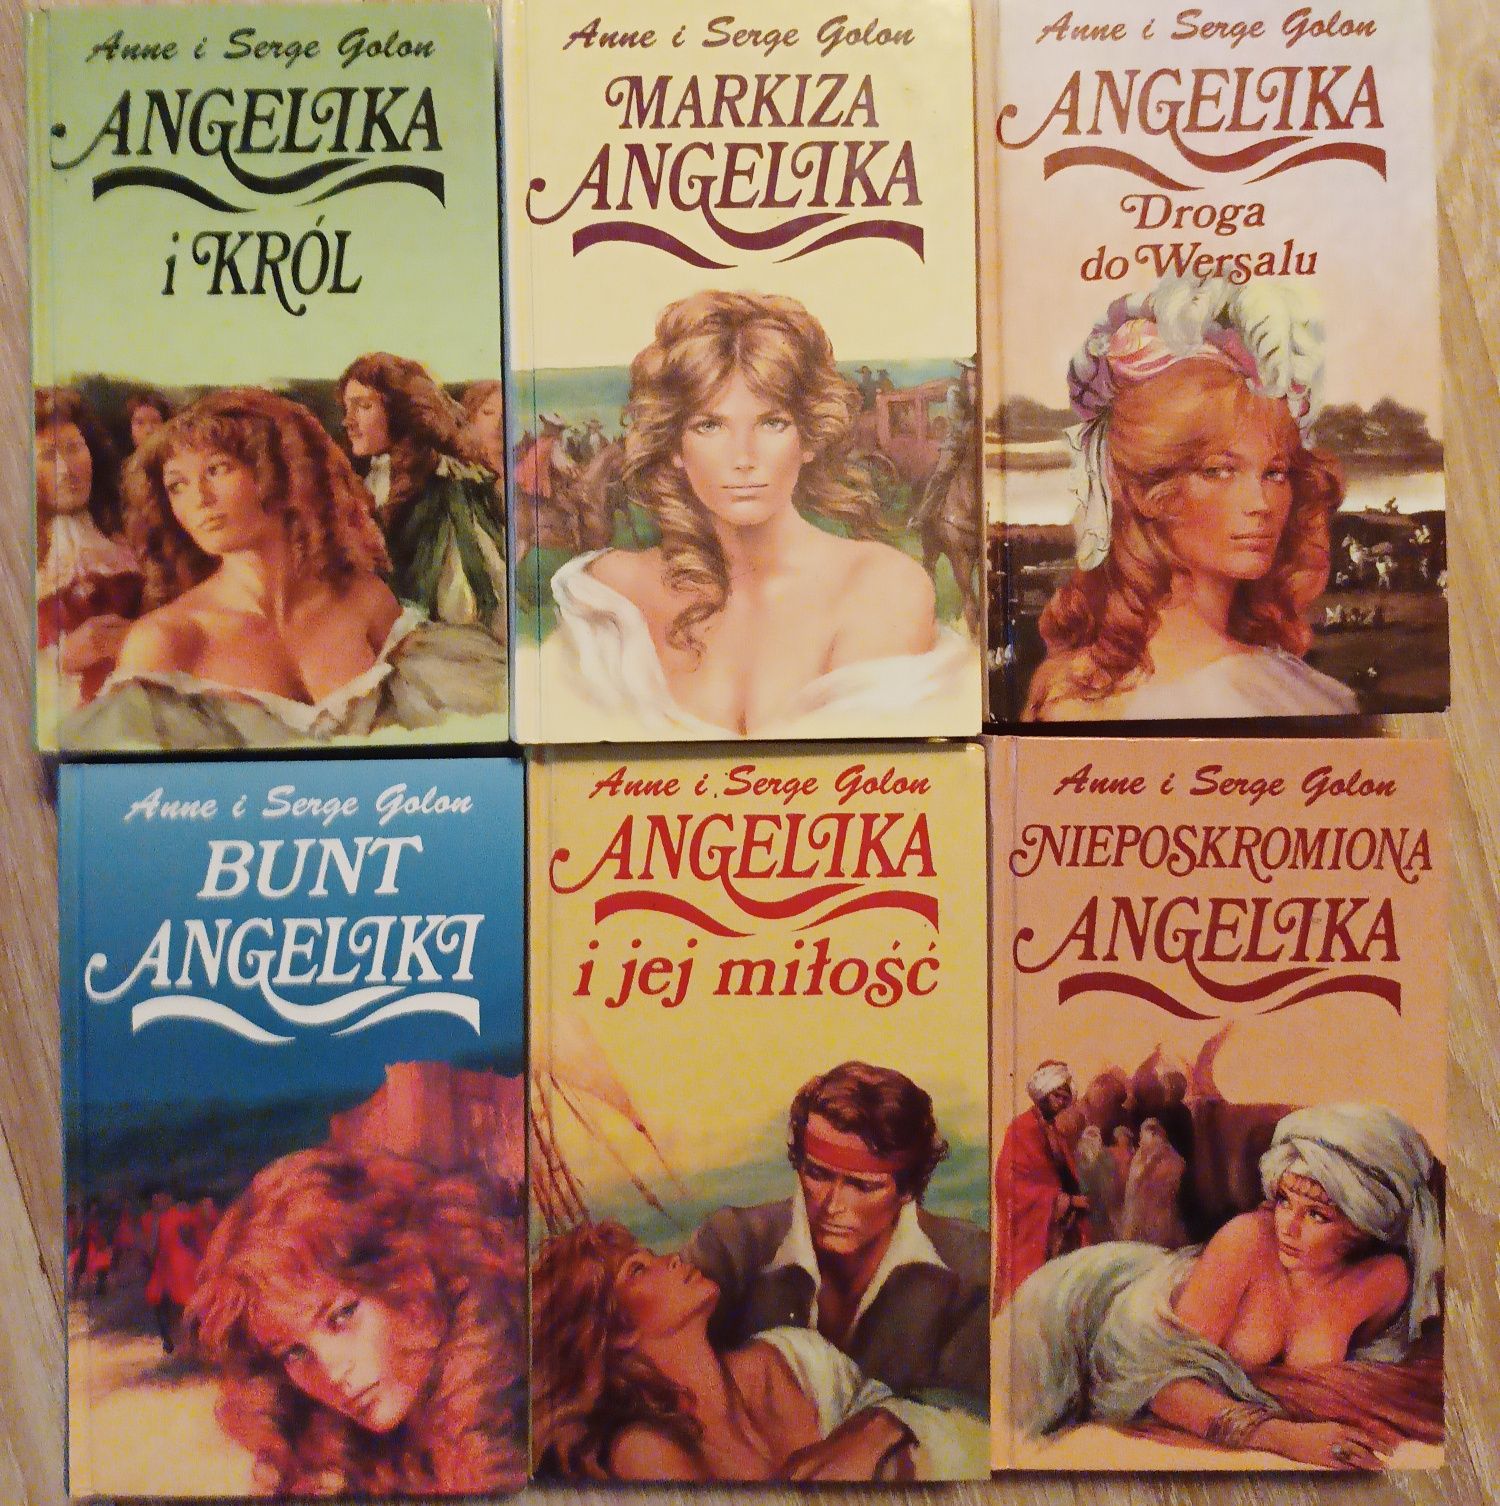 Anne i Serge Golon
ANGELIKA
i KRÓL
Anne i Serge Golon
MARKIZA
ANGELIKA
Anne i Serge Golon
ANGELIKA
Droga
do Wersalu
Anne i Serge Golon
BUNT
ANGELIKI
Anne i Serge Golon
ANGELIKA
i jej miłość
Anne i Serge Golon
NIEPOSKROMIONA
ANGELIKA